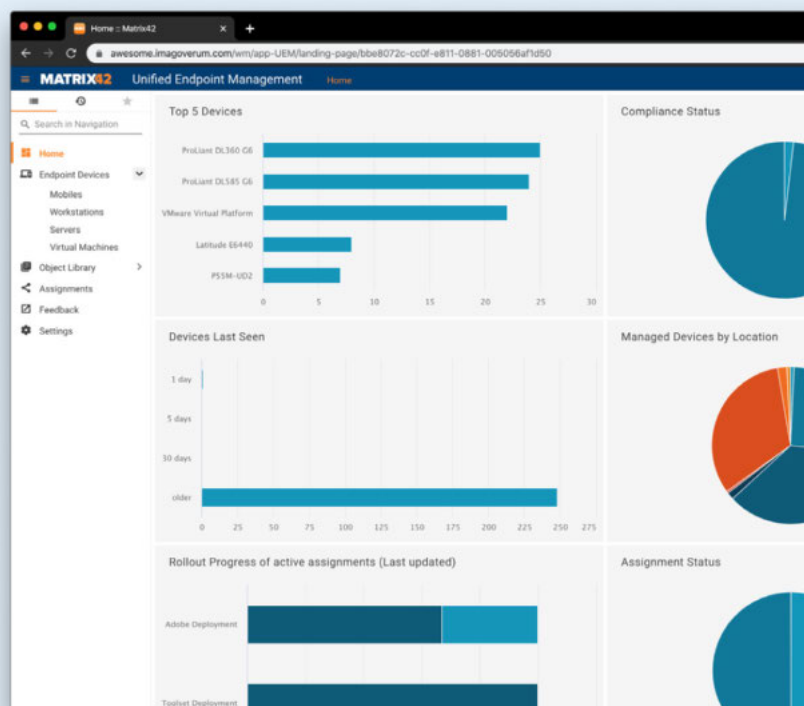 Home :: Matrix42
awesome.imagoverum.com/wm/app-UEM/landing-page/bbe8072c-cc0f-e811-0881-005056af1d50
MATRIX42 Unified Endpoint Management Home
Search in Navigation
Home
Endpoint Devices
Mobiles
Workstations
Servers
Virtual Machines
Object Library
Assignments
Feedback
Settings
Top 5 Devices
ProLiant DL360 G6
ProLiant DL585 G6
VMware Virtual Platform
Latitude E6440
P55M-UD2
0 5 10 15 20 25 30
Compliance Status
Devices Last Seen
1 day
5 days
30 days
older
0 25 50 75 100 125 150 175 200 225 250 275
Managed Devices by Location
Rollout Progress of active assignments (Last updated)
Adobe Deployment
Toolset Deployment
Assignment Status